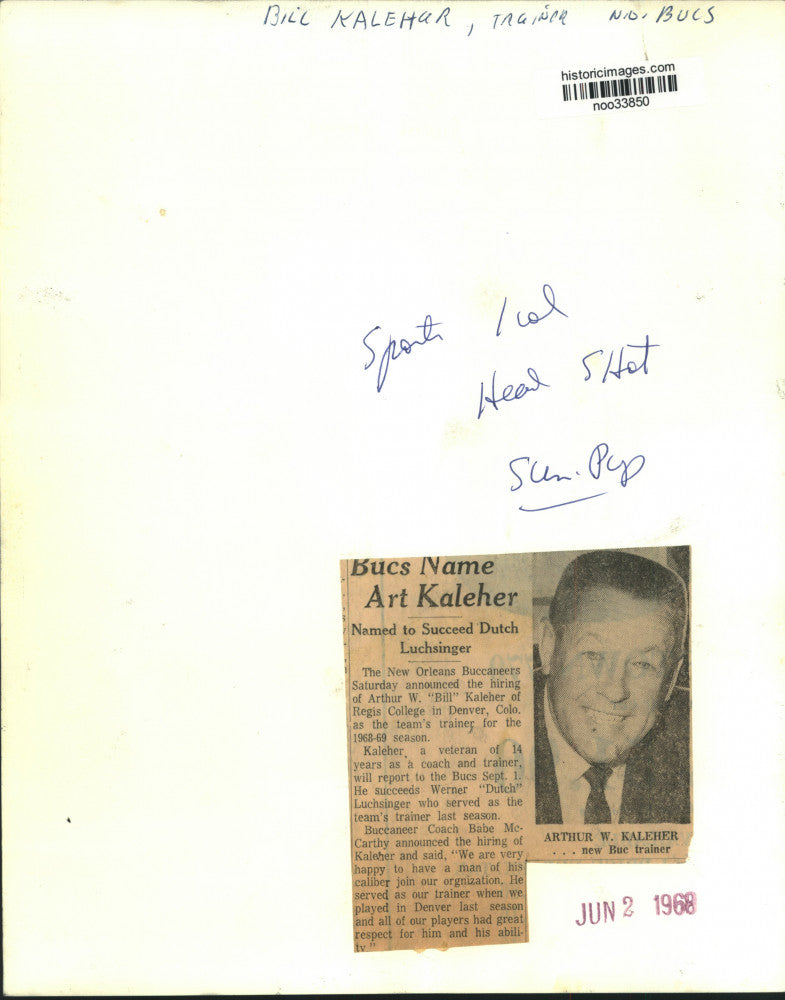 BILL KALEHER, TRAINER N.O. BUCS
historicimages.com
noo33850
Sports 1 col
Head SHot
Sun. Pap
Bucs Name
Art Kaleher
Named to Succeed Dutch
Luchsinger
The New Orleans Buccaneers
Saturday announced the hiring
of Arthur W. "Bill" Kaleher of
Regis College in Denver, Colo.
as the team's trainer for the
1968-69 season.
Kaleher, a veteran of 14
years as a coach and trainer,
will report to the Bucs Sept. 1.
He succeeds Werner "Dutch"
Luchsinger who served as the
team's trainer last season.
Buccaneer Coach Babe Mc-
Carthy announced the hiring of
Kaleher and said, "We are very
happy to have a man of his
caliber join our orgnization. He
served as our trainer when we
played in Denver last season
and all of our players had great
respect for him and his abili-
ty."
ARTHUR W. KALEHER
. . . new Buc trainer
JUN 2 1968